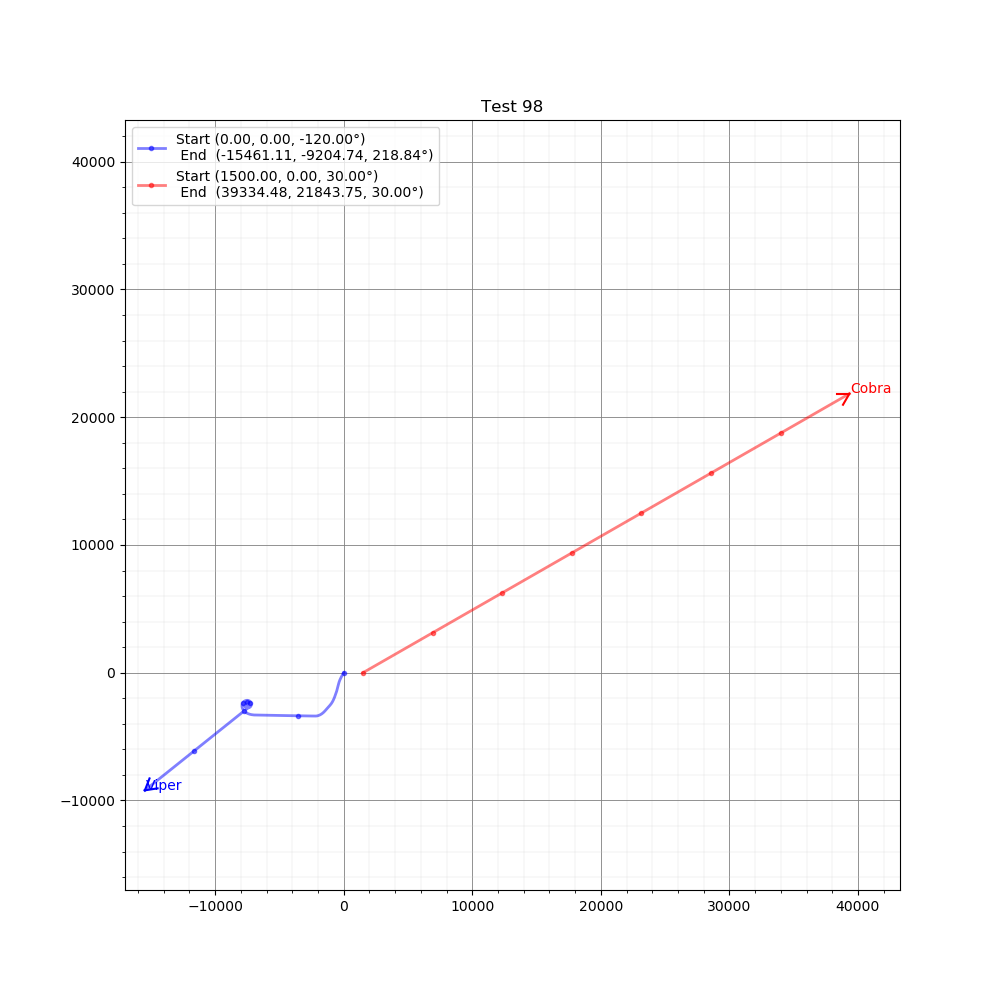 Test 98
Start (0.00, 0.00, -120.00°)
End (-15461.11, -9204.74, 218.84°)
Start (1500.00, 0.00, 30.00°)
End (39334.48, 21843.75, 30.00°)
40000
30000
20000
10000
0
−10000
Cobra
Viper
−10000
0
10000
20000
30000
40000